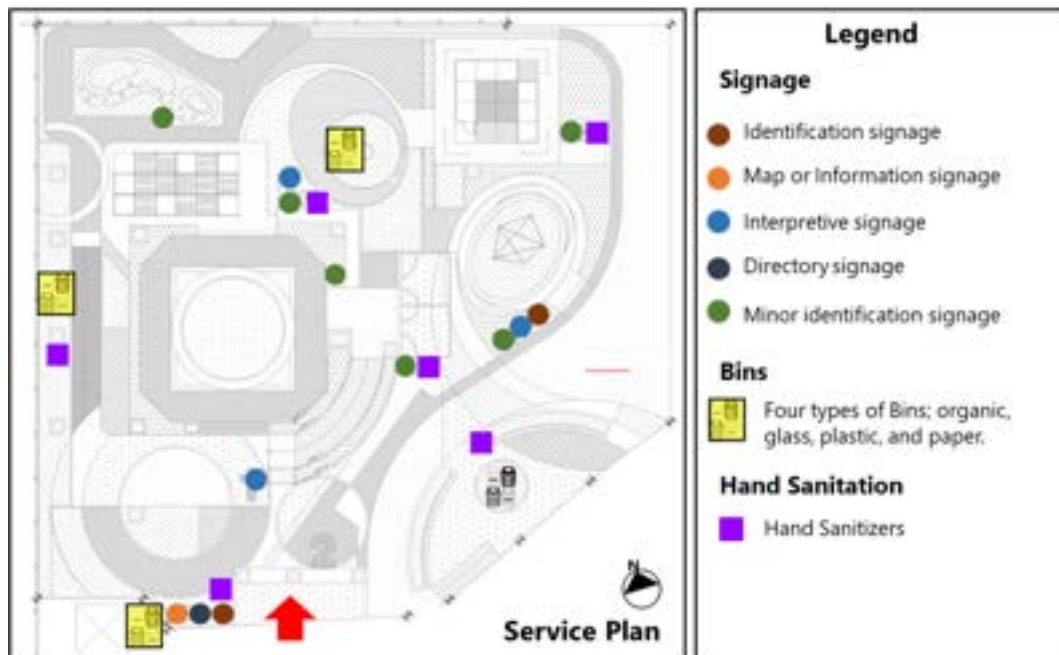 N
Service Plan
Legend
Signage
Identification signage
Map or Information signage
Interpretive signage
Directory signage
Minor identification signage
Bins
Four types of Bins; organic,
glass, plastic, and paper.
Hand Sanitation
Hand Sanitizers